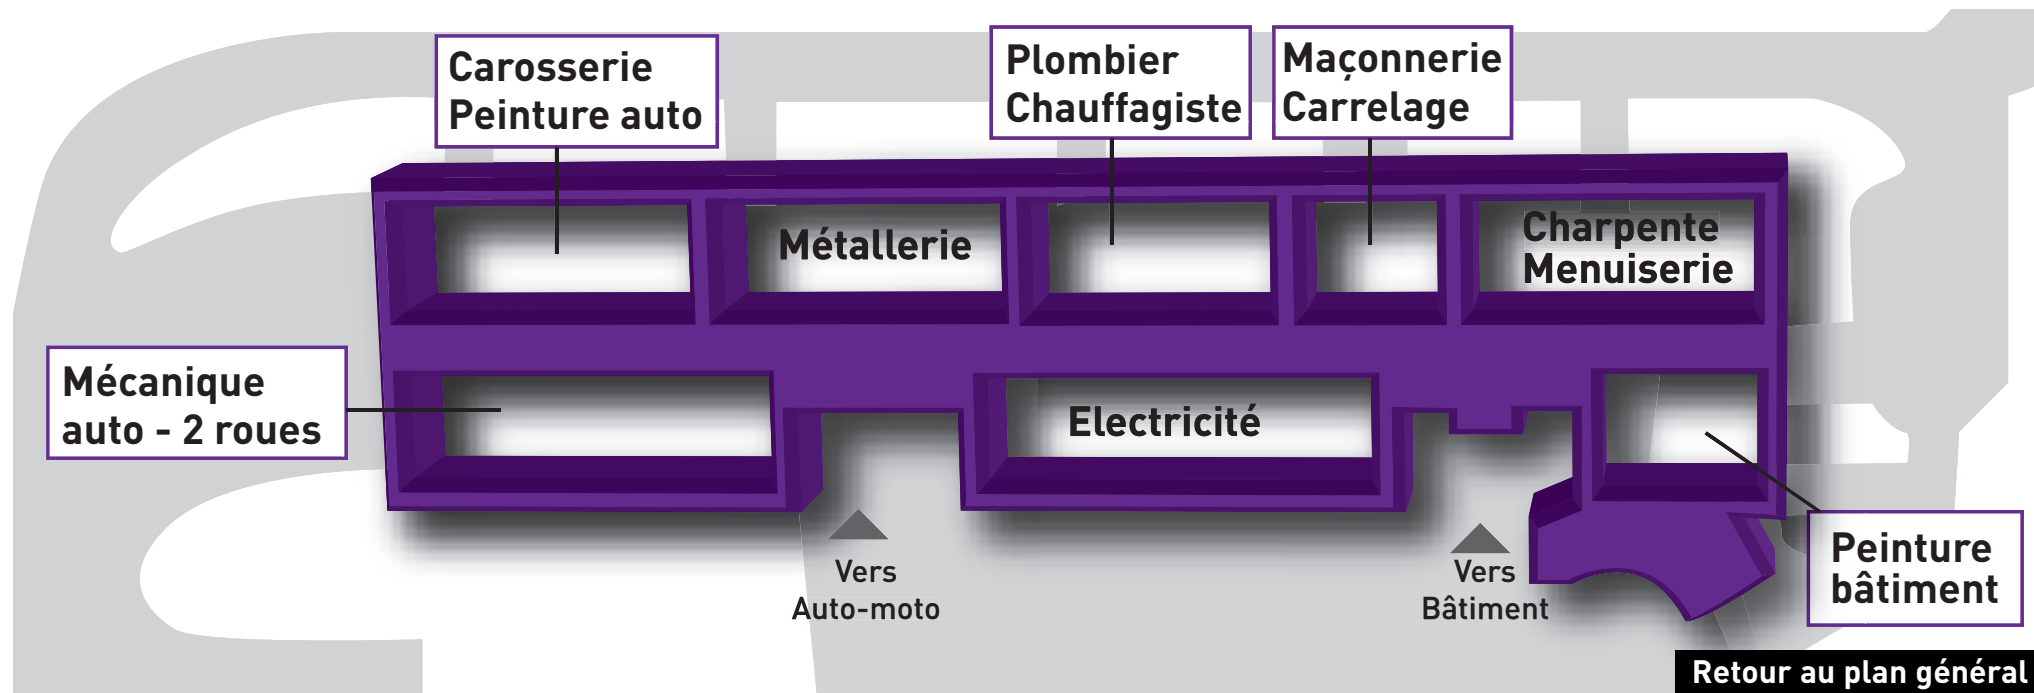 Carosserie
Peinture auto
Plombier
Chauffagiste
Maçonnerie
Carrelage
Métallerie
Charpente
Menuiserie
Mécanique
auto - 2 roues
Electricité
Peinture
bâtiment
Vers
Auto-moto
Vers
Bâtiment
Retour au plan général